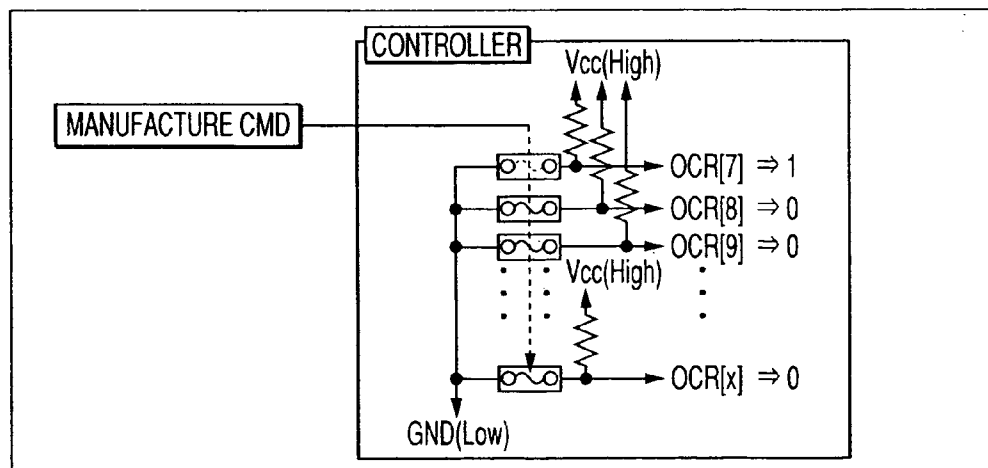 CONTROLLER
Vcc(High)
MANUFACTURE CMD
OCR[7] ⇒ 1
OCR[8] ⇒ 0
OCR[9] ⇒ 0
Vcc(High)
OCR[x] ⇒ 0
GND(Low)